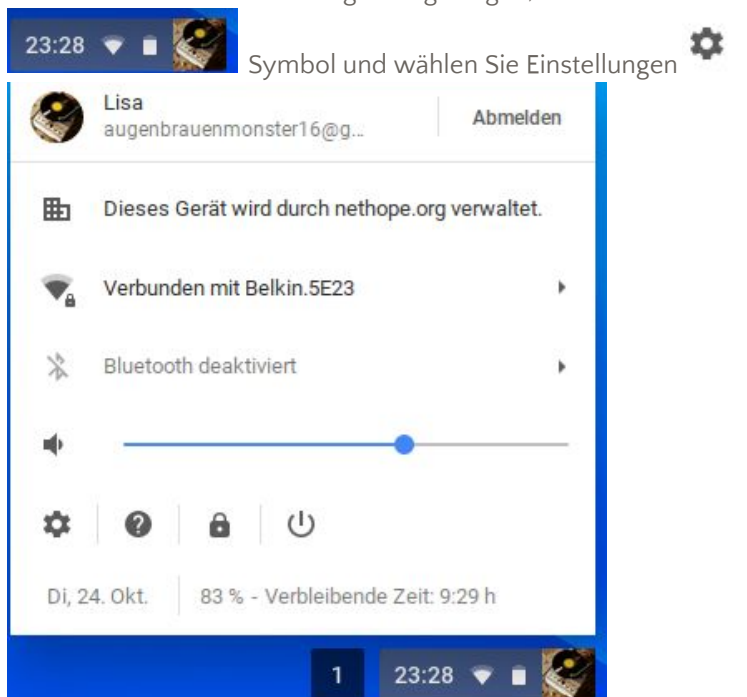 23:28
Symbol und wählen Sie Einstellungen
Lisa
augenbrauenmonster16@g...
Abmelden
Dieses Gerät wird durch nethope.org verwaltet.
Verbunden mit Belkin.5E23
Bluetooth deaktiviert
Di, 24. Okt.
83 % - Verbleibende Zeit: 9:29 h
1
23:28